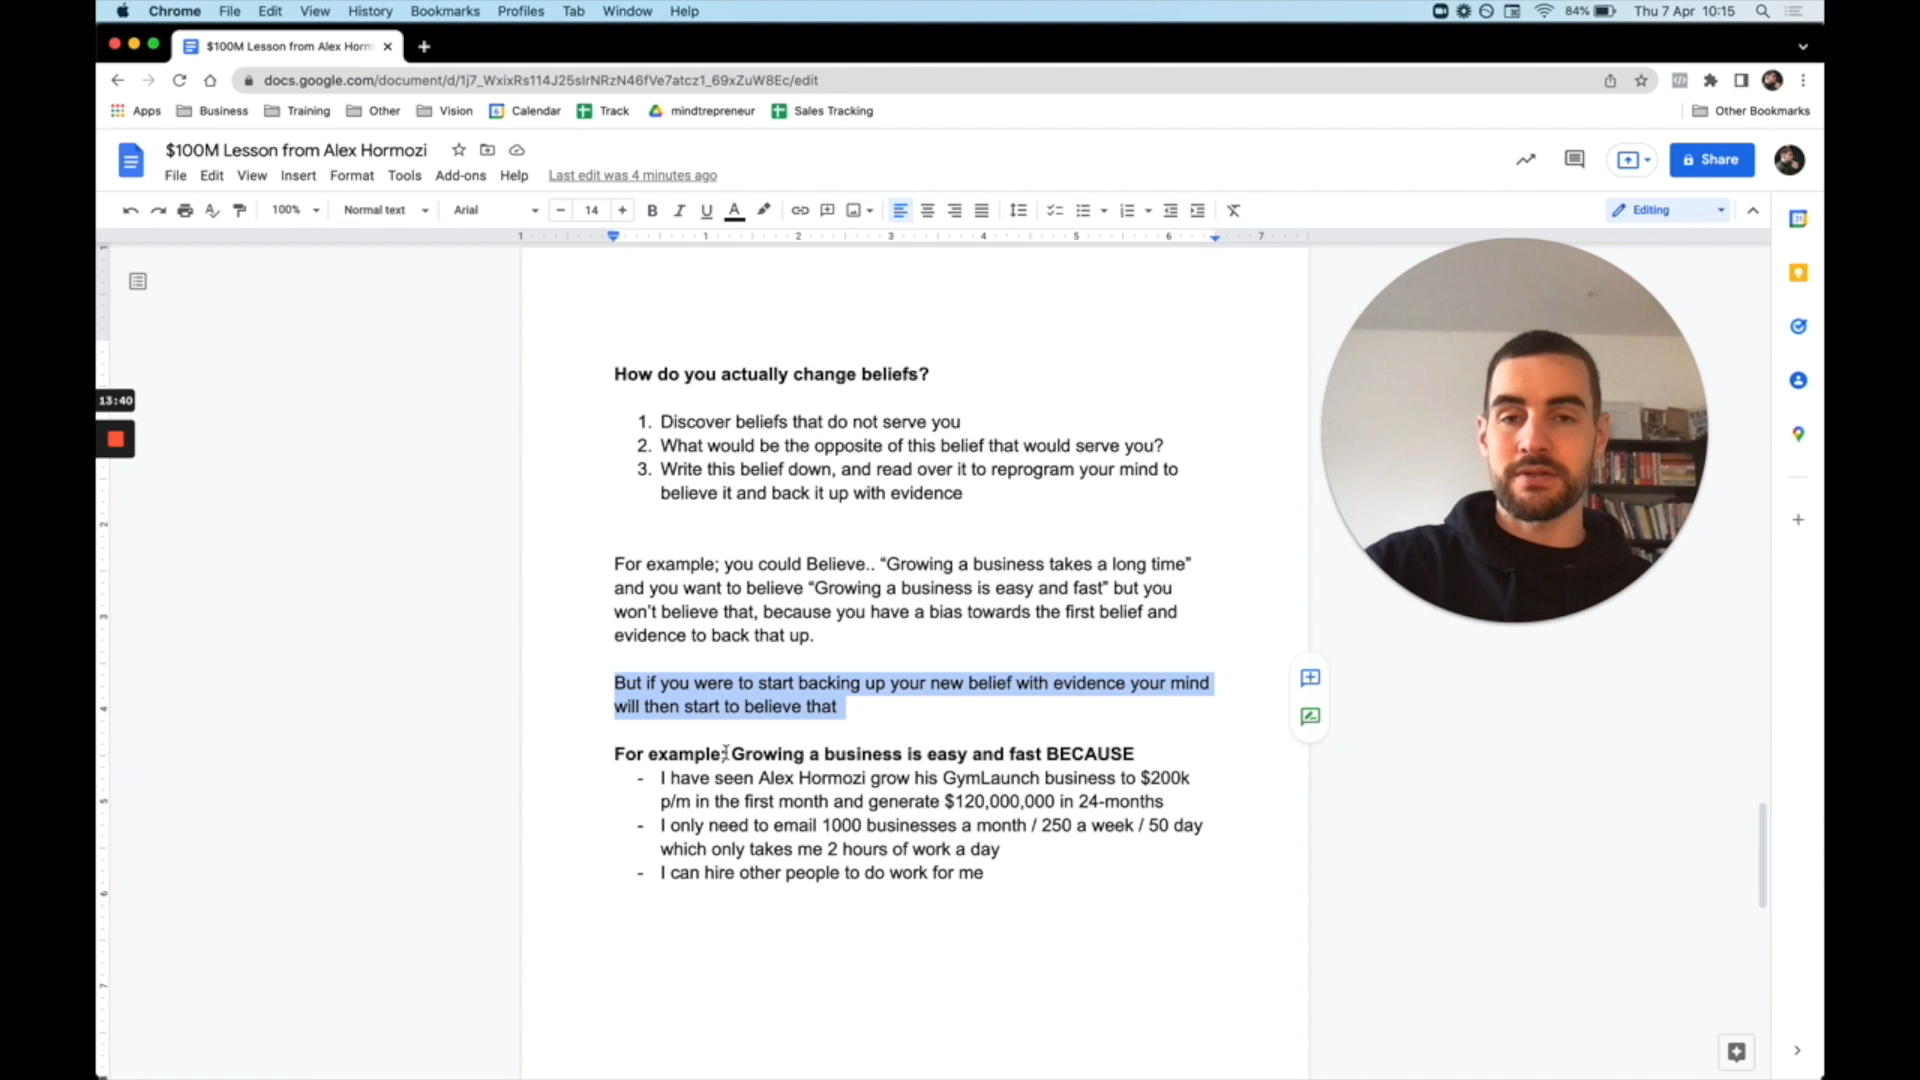 Chrome File Edit View History Bookmarks Profiles Tab Window Help 84% Thu 7 Apr 10:15
$100M Lesson from Alex Horm
docs.google.com/document/d/1j7_WxixRs114J25sIrNRzN46fVe7atcz1_69xZuW8Ec/edit
Apps Business Training Other Vision Calendar Track mindtrepreneur Sales Tracking Other Bookmarks
$100M Lesson from Alex Hormozi
File Edit View Insert Format Tools Add-ons Help Last edit was 4 minutes ago
Share
100% Normal text Arial 14 B I U A Editing
1 1 2 3 4 5 6 7
13:40
How do you actually change beliefs?
1. Discover beliefs that do not serve you
2. What would be the opposite of this belief that would serve you?
3. Write this belief down, and read over it to reprogram your mind to
believe it and back it up with evidence
For example; you could Believe.. “Growing a business takes a long time”
and you want to believe “Growing a business is easy and fast” but you
won’t believe that, because you have a bias towards the first belief and
evidence to back that up.
But if you were to start backing up your new belief with evidence your mind
will then start to believe that
For example; Growing a business is easy and fast BECAUSE
- I have seen Alex Hormozi grow his GymLaunch business to $200k
p/m in the first month and generate $120,000,000 in 24-months
- I only need to email 1000 businesses a month / 250 a week / 50 day
which only takes me 2 hours of work a day
- I can hire other people to do work for me